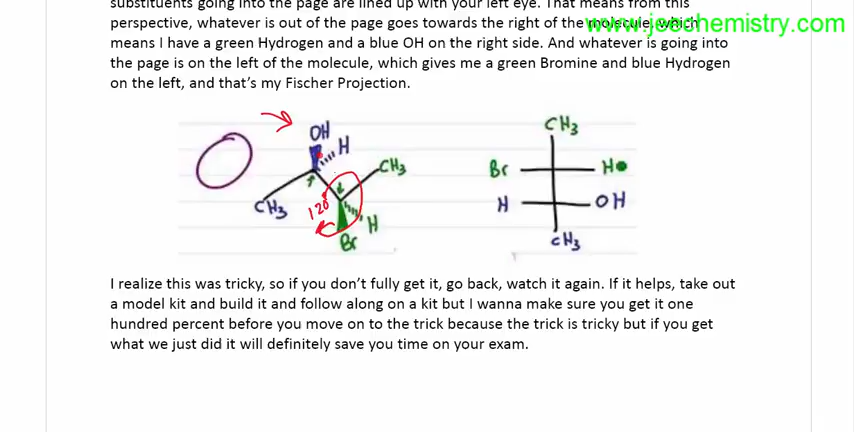 substituents going into the page are lined up with your left eye. That means from this
www.jeechemistry.com
perspective, whatever is out of the page goes towards the right of the molecule, which
means I have a green Hydrogen and a blue OH on the right side. And whatever is going into
the page is on the left of the molecule, which gives me a green Bromine and blue Hydrogen
on the left, and that's my Fischer Projection.
OH
H
CH3
CH3
120
H
Br
CH3
Br H
H OH
CH3
I realize this was tricky, so if you don't fully get it, go back, watch it again. If it helps, take out
a model kit and build it and follow along on a kit but I wanna make sure you get it one
hundred percent before you move on to the trick because the trick is tricky but if you get
what we just did it will definitely save you time on your exam.